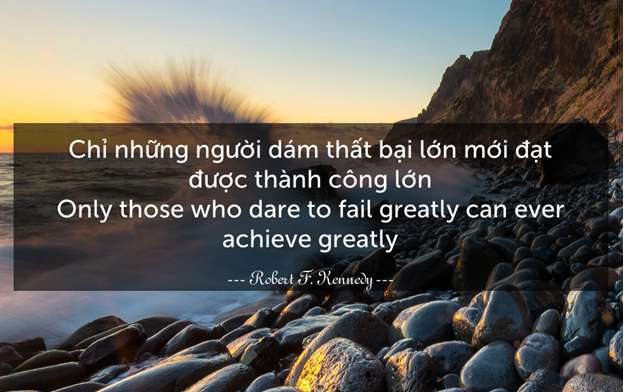 Chỉ những người dám thất bại lớn mới đạt
được thành công lớn
Only those who dare to fail greatly can ever
achieve greatly
--- Robert F. Kennedy ---